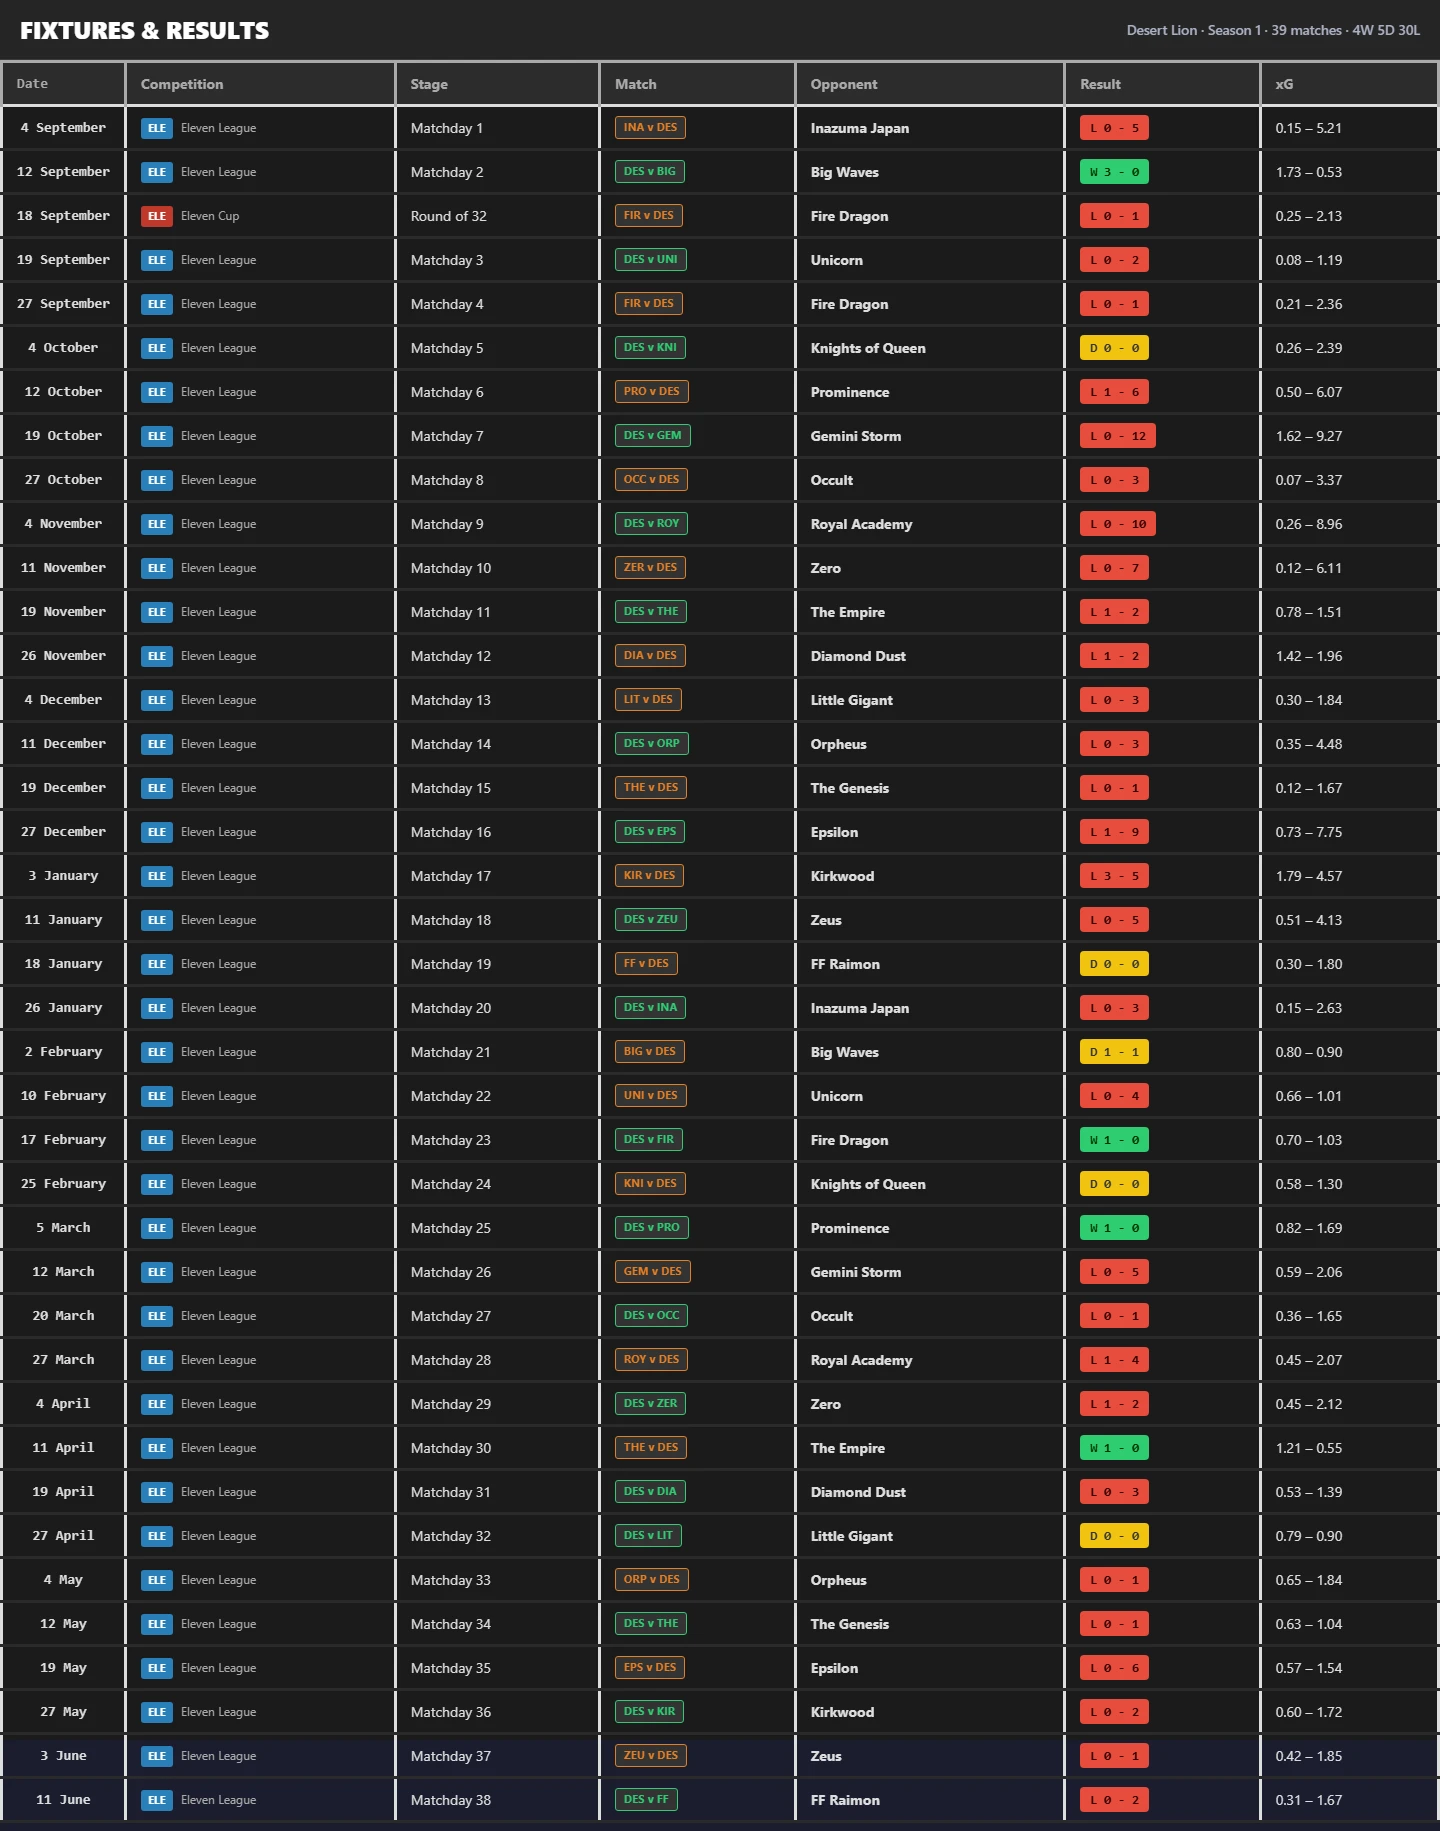 FIXTURES & RESULTS
Desert Lion · Season 1 · 39 matches · 4W 5D 30L
Date Competition Stage Match Opponent Result xG
4 September ELE Eleven League Matchday 1 INA v DES Inazuma Japan L 0 - 5 0.15 – 5.21
12 September ELE Eleven League Matchday 2 DES v BIG Big Waves W 3 - 0 1.73 – 0.53
18 September ELE Eleven Cup Round of 32 FIR v DES Fire Dragon L 0 - 1 0.25 – 2.13
19 September ELE Eleven League Matchday 3 DES v UNI Unicorn L 0 - 2 0.08 – 1.19
27 September ELE Eleven League Matchday 4 FIR v DES Fire Dragon L 0 - 1 0.21 – 2.36
4 October ELE Eleven League Matchday 5 DES v KNI Knights of Queen D 0 - 0 0.26 – 2.39
12 October ELE Eleven League Matchday 6 PRO v DES Prominence L 1 - 6 0.50 – 6.07
19 October ELE Eleven League Matchday 7 DES v GEM Gemini Storm L 0 - 12 1.62 – 9.27
27 October ELE Eleven League Matchday 8 OCC v DES Occult L 0 - 3 0.07 – 3.37
4 November ELE Eleven League Matchday 9 DES v ROY Royal Academy L 0 - 10 0.26 – 8.96
11 November ELE Eleven League Matchday 10 ZER v DES Zero L 0 - 7 0.12 – 6.11
19 November ELE Eleven League Matchday 11 DES v THE The Empire L 1 - 2 0.78 – 1.51
26 November ELE Eleven League Matchday 12 DIA v DES Diamond Dust L 1 - 2 1.42 – 1.96
4 December ELE Eleven League Matchday 13 LIT v DES Little Gigant L 0 - 3 0.30 – 1.84
11 December ELE Eleven League Matchday 14 DES v ORP Orpheus L 0 - 3 0.35 – 4.48
19 December ELE Eleven League Matchday 15 THE v DES The Genesis L 0 - 1 0.12 – 1.67
27 December ELE Eleven League Matchday 16 DES v EPS Epsilon L 1 - 9 0.73 – 7.75
3 January ELE Eleven League Matchday 17 KIR v DES Kirkwood L 3 - 5 1.79 – 4.57
11 January ELE Eleven League Matchday 18 DES v ZEU Zeus L 0 - 5 0.51 – 4.13
18 January ELE Eleven League Matchday 19 FF v DES FF Raimon D 0 - 0 0.30 – 1.80
26 January ELE Eleven League Matchday 20 DES v INA Inazuma Japan L 0 - 3 0.15 – 2.63
2 February ELE Eleven League Matchday 21 BIG v DES Big Waves D 1 - 1 0.80 – 0.90
10 February ELE Eleven League Matchday 22 UNI v DES Unicorn L 0 - 4 0.66 – 1.01
17 February ELE Eleven League Matchday 23 DES v FIR Fire Dragon W 1 - 0 0.70 – 1.03
25 February ELE Eleven League Matchday 24 KNI v DES Knights of Queen D 0 - 0 0.58 – 1.30
5 March ELE Eleven League Matchday 25 DES v PRO Prominence W 1 - 0 0.82 – 1.69
12 March ELE Eleven League Matchday 26 GEM v DES Gemini Storm L 0 - 5 0.59 – 2.06
20 March ELE Eleven League Matchday 27 DES v OCC Occult L 0 - 1 0.36 – 1.65
27 March ELE Eleven League Matchday 28 ROY v DES Royal Academy L 1 - 4 0.45 – 2.07
4 April ELE Eleven League Matchday 29 DES v ZER Zero L 1 - 2 0.45 – 2.12
11 April ELE Eleven League Matchday 30 THE v DES The Empire W 1 - 0 1.21 – 0.55
19 April ELE Eleven League Matchday 31 DES v DIA Diamond Dust L 0 - 3 0.53 – 1.39
27 April ELE Eleven League Matchday 32 DES v LIT Little Gigant D 0 - 0 0.79 – 0.90
4 May ELE Eleven League Matchday 33 ORP v DES Orpheus L 0 - 1 0.65 – 1.84
12 May ELE Eleven League Matchday 34 DES v THE The Genesis L 0 - 1 0.63 – 1.04
19 May ELE Eleven League Matchday 35 EPS v DES Epsilon L 0 - 6 0.57 – 1.54
27 May ELE Eleven League Matchday 36 DES v KIR Kirkwood L 0 - 2 0.60 – 1.72
3 June ELE Eleven League Matchday 37 ZEU v DES Zeus L 0 - 1 0.42 – 1.85
11 June ELE Eleven League Matchday 38 DES v FF FF Raimon L 0 - 2 0.31 – 1.67